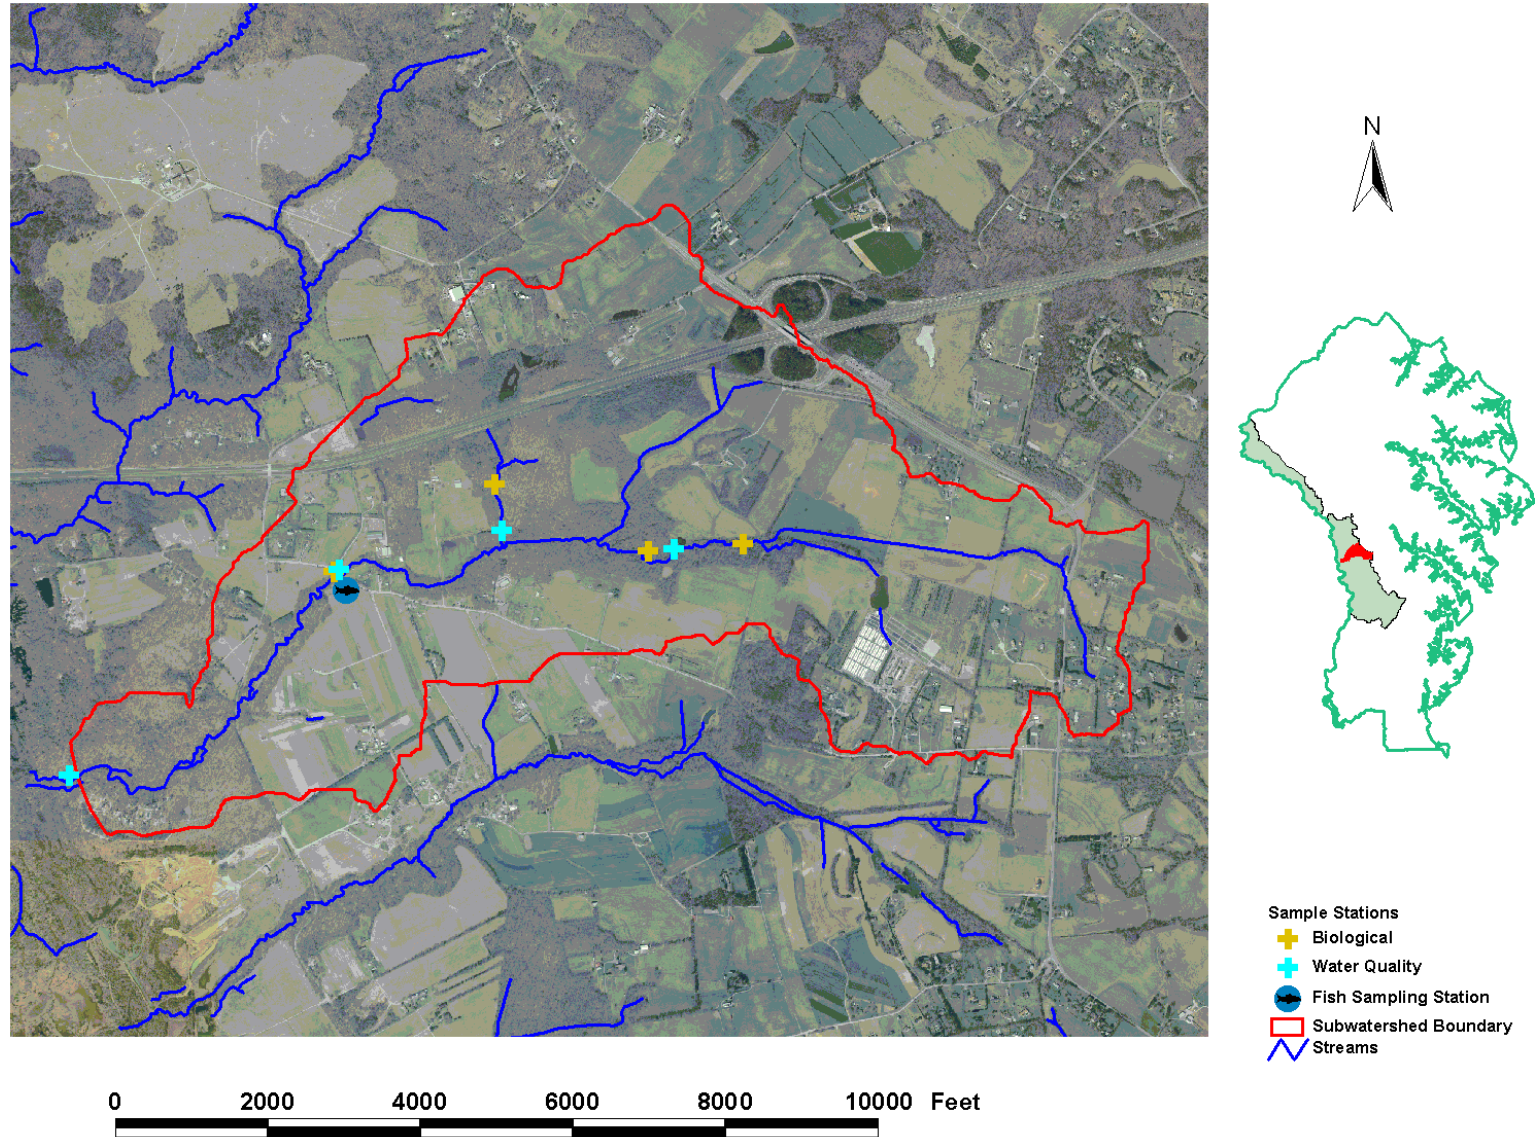 N
Sample Stations
Biological
Water Quality
Fish Sampling Station
Subwatershed Boundary
Streams
0 2000 4000 6000 8000 10000 Feet